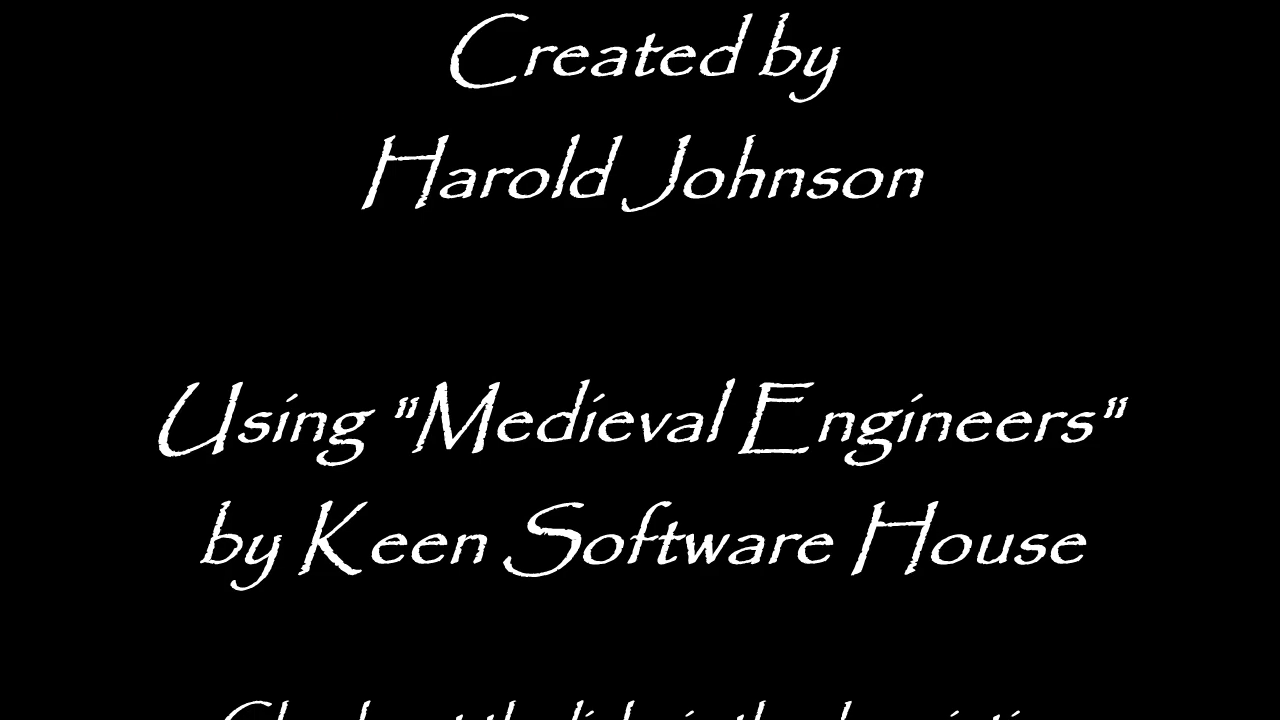 Created by
Harold Johnson
Using "Medieval Engineers"
by Keen Software House